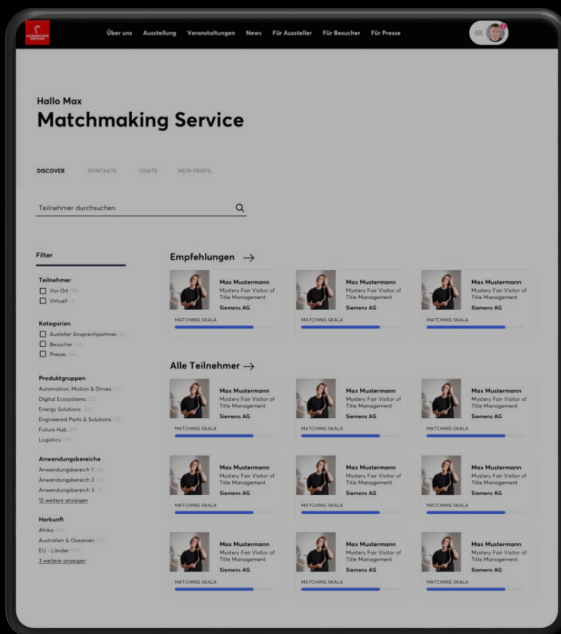 Über uns Ausstellung Veranstaltungen News Für Aussteller Für Besucher Für Presse
Hallo Max
Matchmaking Service
DISCOVER KONTAKTE CHATS MEIN PROFIL
Teilnehmer durchsuchen
Filter
Teilnehmer
Vor Ort
Virtuell
Kategorien
Austeller Ansprechpartner
Besucher
Presse
Produktgruppen
Automation, Motion & Drives
Digital Ecosystems
Energy Solutions
Engineered Parts & Solutions
Future Hub
Logistics
Anwendungsbereiche
Anwendungsbereich 1
Anwendungsbereich 2
Anwendungsbereich 3
12 weitere anzeigen
Herkunft
Afrika
Australien & Ozeanien
EU - Länder
3 weitere anzeigen
Empfehlungen →
Max Mustermann
Mystery Fair Visitor of
Title Management
Siemens AG
MATCHING SKALA
Max Mustermann
Mystery Fair Visitor of
Title Management
Siemens AG
MATCHING SKALA
Max Mustermann
Mystery Fair Visitor of
Title Management
Siemens AG
MATCHING SKALA
Alle Teilnehmer →
Max Mustermann
Mystery Fair Visitor of
Title Management
Siemens AG
MATCHING SKALA
Max Mustermann
Mystery Fair Visitor of
Title Management
Siemens AG
MATCHING SKALA
Max Mustermann
Mystery Fair Visitor of
Title Management
Siemens AG
MATCHING SKALA
Max Mustermann
Mystery Fair Visitor of
Title Management
Siemens AG
MATCHING SKALA
Max Mustermann
Mystery Fair Visitor of
Title Management
Siemens AG
MATCHING SKALA
Max Mustermann
Mystery Fair Visitor of
Title Management
Siemens AG
MATCHING SKALA
Max Mustermann
Mystery Fair Visitor of
Title Management
Siemens AG
MATCHING SKALA
Max Mustermann
Mystery Fair Visitor of
Title Management
Siemens AG
MATCHING SKALA
Max Mustermann
Mystery Fair Visitor of
Title Management
Siemens AG
MATCHING SKALA